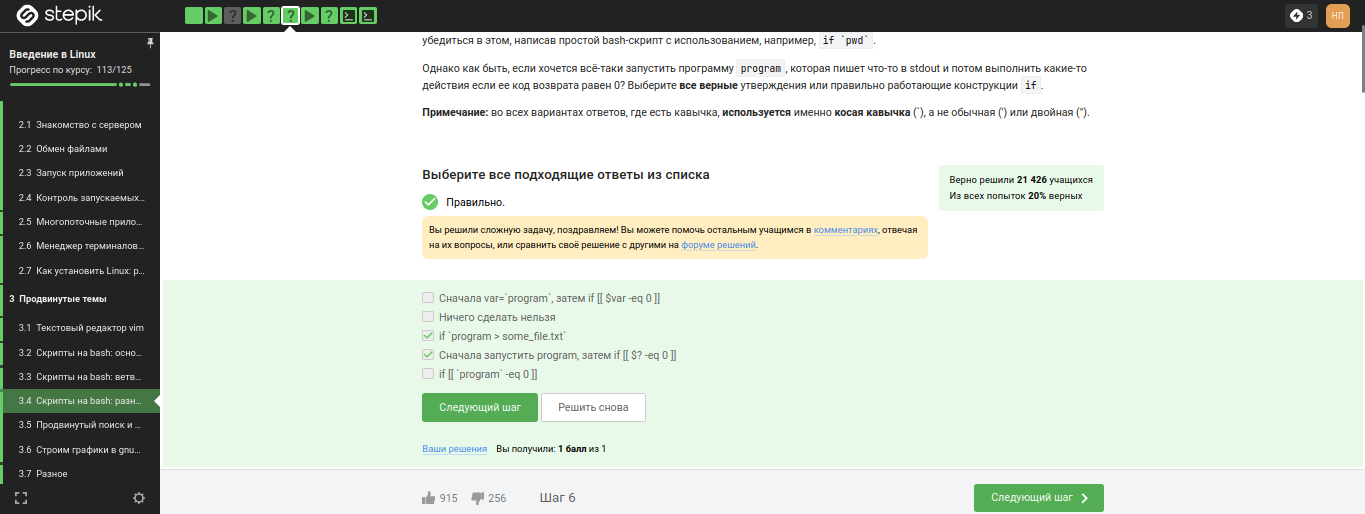 stepik
3
НП
Введение в Linux
Прогресс по курсу: 113/125
2.1 Знакомство с сервером
2.2 Обмен файлами
2.3 Запуск приложений
2.4 Контроль запускаемых...
2.5 Многопоточные прило...
2.6 Менеджер терминалов...
2.7 Как установить Linux: р...
3 Продвинутые темы
3.1 Текстовый редактор vim
3.2 Скрипты на bash: осно...
3.3 Скрипты на bash: ветв...
3.4 Скрипты на bash: разн...
3.5 Продвинутый поиск и ...
3.6 Строим графики в gnu...
3.7 Разное
убедиться в этом, написав простой bash-скрипт с использованием, например, if `pwd` .
Однако как быть, если хочется всё-таки запустить программу program , которая пишет что-то в stdout и потом выполнить какие-то
действия если ее код возврата равен 0? Выберите все верные утверждения или правильно работающие конструкции if .
Примечание: во всех вариантах ответов, где есть кавычка, используется именно косая кавычка (`), а не обычная (') или двойная (").
Выберите все подходящие ответы из списка
Верно решили 21 426 учащихся
Из всех попыток 20% верных
Правильно.
Вы решили сложную задачу, поздравляем! Вы можете помочь остальным учащимся в комментариях, отвечая
на их вопросы, или сравнить своё решение с другими на форуме решений.
Сначала var=`program`, затем if [[ $var -eq 0 ]]
Ничего сделать нельзя
if `program > some_file.txt`
Сначала запустить program, затем if [[ $? -eq 0 ]]
if [[ `program` -eq 0 ]]
Следующий шаг
Решить снова
Ваши решения Вы получили: 1 балл из 1
915 256 Шаг 6
Следующий шаг